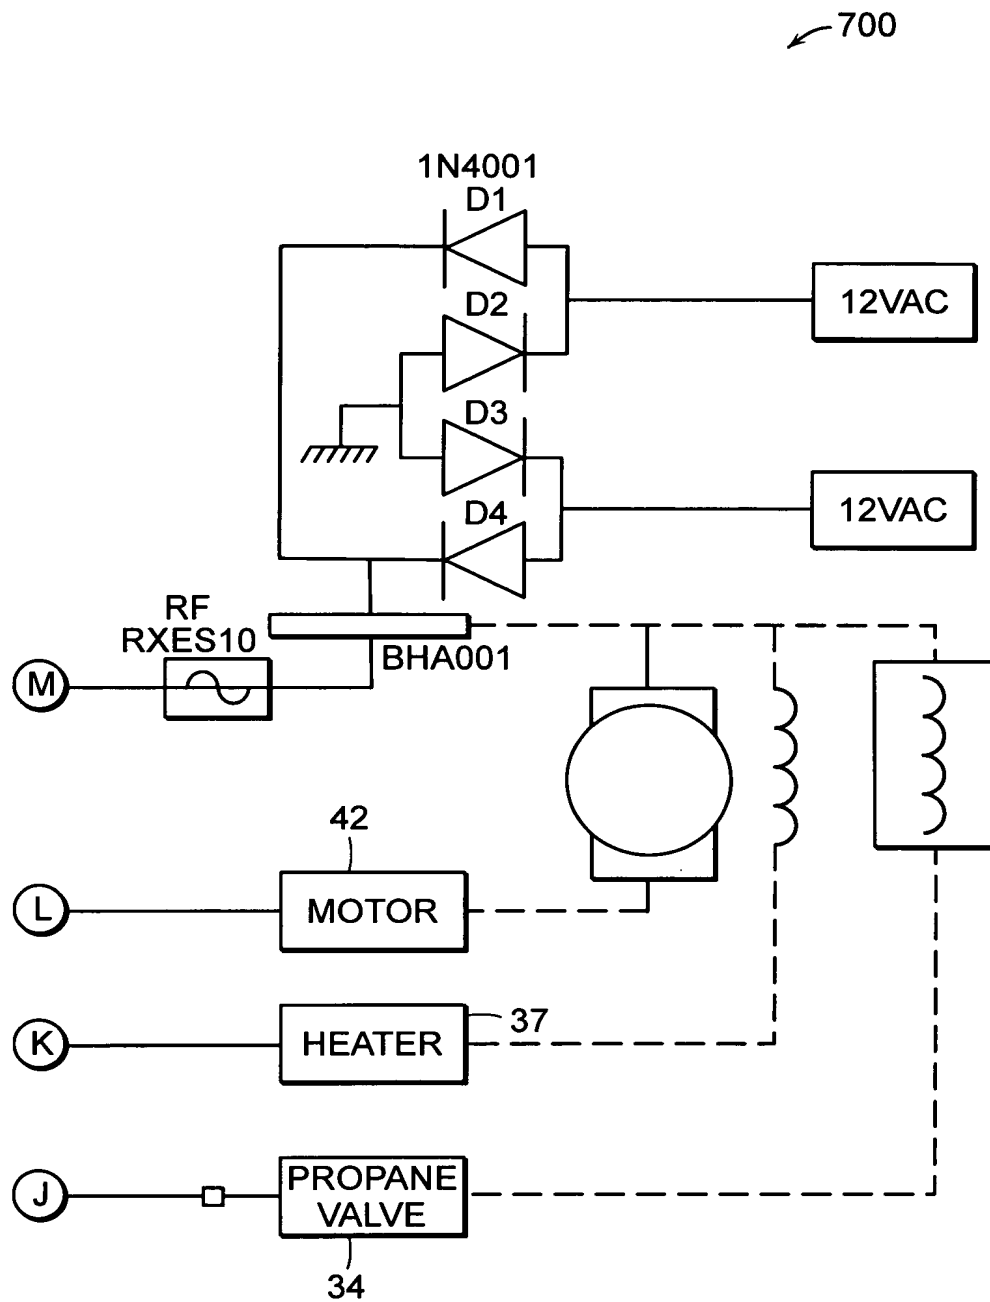 700
1N4001
D1
12VAC
D2
D3
12VAC
D4
RF
RXES10
BHA001
M
42
L
MOTOR
K
HEATER
37
J
PROPANE
VALVE
34